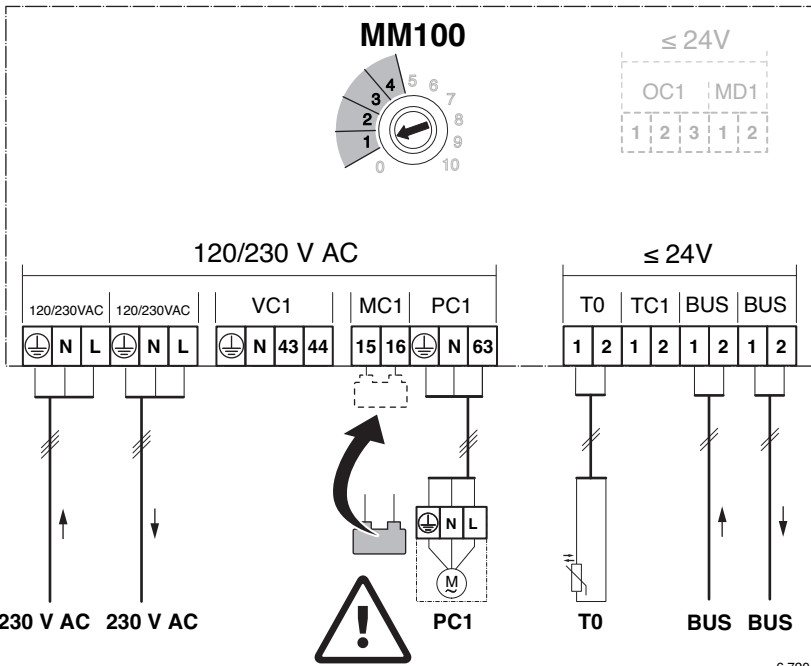 MM100
≤ 24V
OC1 MD1
1 2 3 1 2
0 1 2 3 4 5 6 7 8 9 10
120/230 V AC
≤ 24V
120/230VAC 120/230VAC VC1 MC1 PC1 T0 TC1 BUS BUS
N L N L N 43 44 15 16 N 63 1 2 1 2 1 2 1 2
N L
M
~
!
230 V AC 230 V AC PC1 T0 BUS BUS